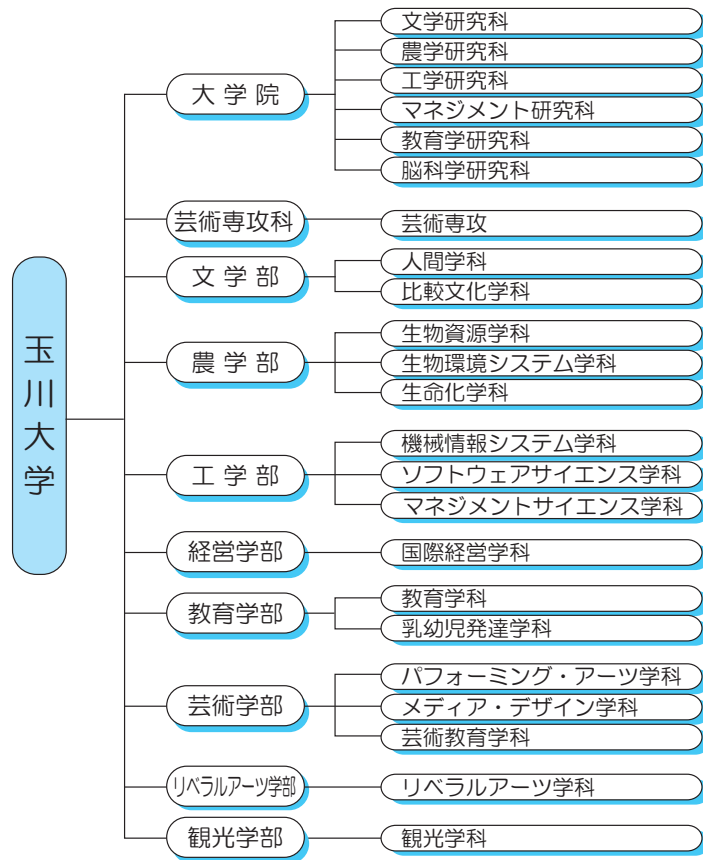 玉川大学
大学院
文学研究科
農学研究科
工学研究科
マネジメント研究科
教育学研究科
脳科学研究科
芸術専攻科
芸術専攻
文学部
人間学科
比較文化学科
農学部
生物資源学科
生物環境システム学科
生命化学科
工学部
機械情報システム学科
ソフトウェアサイエンス学科
マネジメントサイエンス学科
経営学部
国際経営学科
教育学部
教育学科
乳幼児発達学科
芸術学部
パフォーミング・アーツ学科
メディア・デザイン学科
芸術教育学科
リベラルアーツ学部
リベラルアーツ学科
観光学部
観光学科